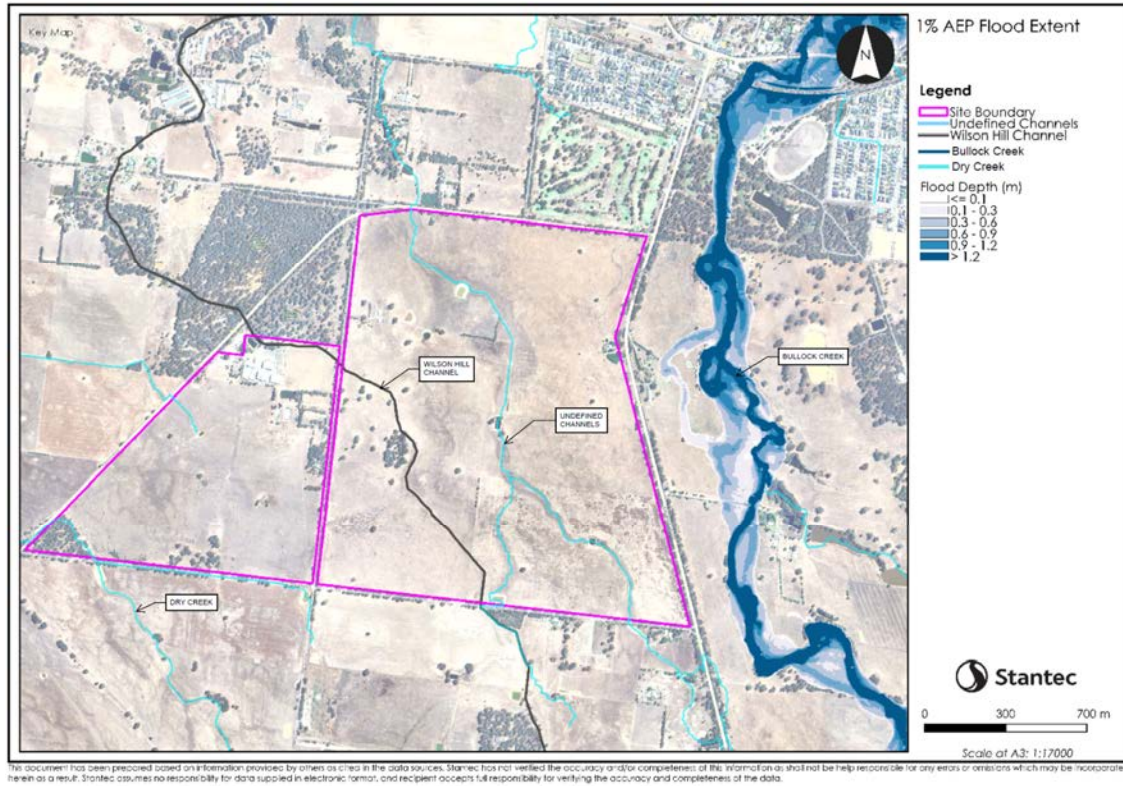 Key Map
N
1% AEP Flood Extent
Legend
Site Boundary
Undefined Channels
Wilson Hill Channel
Bullock Creek
Dry Creek
Flood Depth (m)
<= 0.1
0.1 - 0.3
0.3 - 0.6
0.6 - 0.9
0.9 - 1.2
> 1.2
WILSON HILL
CHANNEL
BULLOCK CREEK
UNDEFINED
CHANNELS
DRY CREEK
Stantec
0 300 700 m
Scale at A3: 1:17000
This document has been prepared based on information provided by others as cited in the data sources. Stantec has not verified the accuracy and/or completeness of this information as shall not be help responsible for any errors or omissions which may be incorporate
herein as a result. Stantec assumes no responsibility for data supplied in electronic format, and recipient accepts full responsibility for verifying the accuracy and completeness of the data.